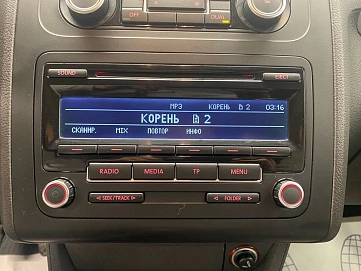 OFF DUAL
SOUND EJECT
MP3 КОРЕНЬ 2 03:16
КОРЕНЬ 2
СКАНИР. MIX ПОВТОР ИНФО
RADIO MEDIA TP MENU
◁ SEEK/TRACK ▷ ◁ FOLDER ▷